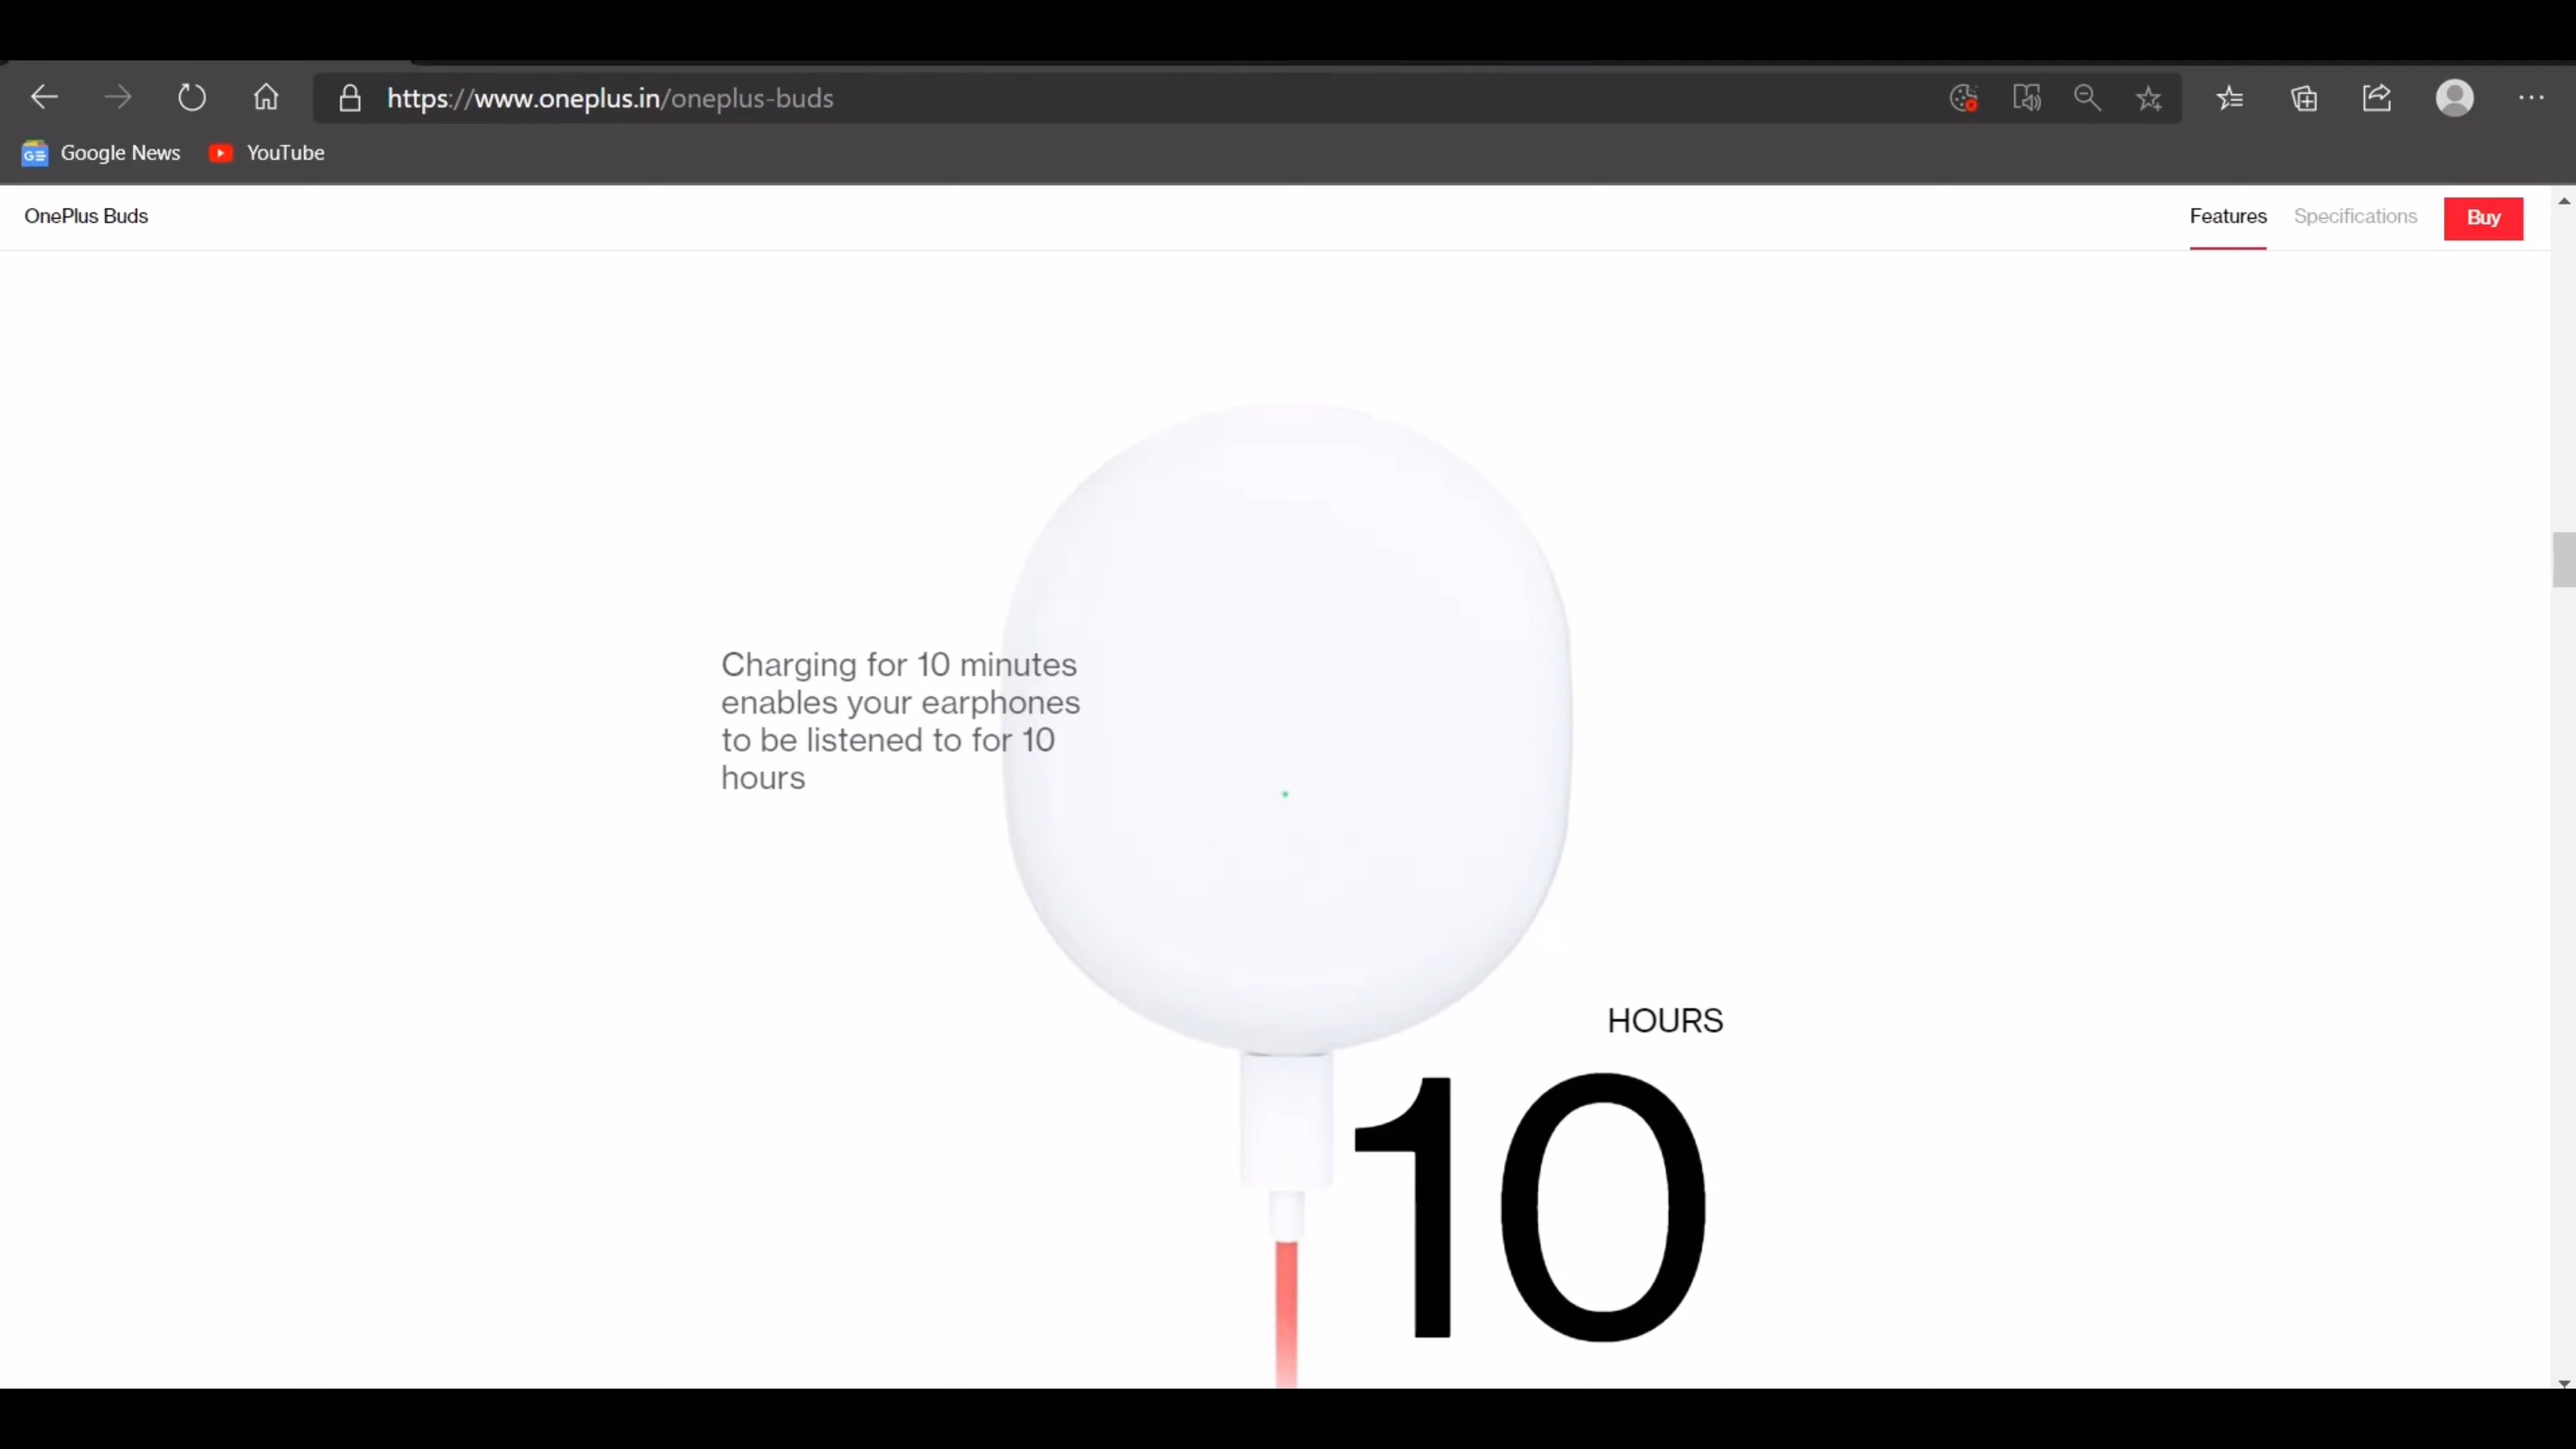 https://www.oneplus.in/oneplus-buds
Google News
YouTube
OnePlus Buds
Features
Specifications
Buy
Charging for 10 minutes
enables your earphones
to be listened to for 10
hours
HOURS
10